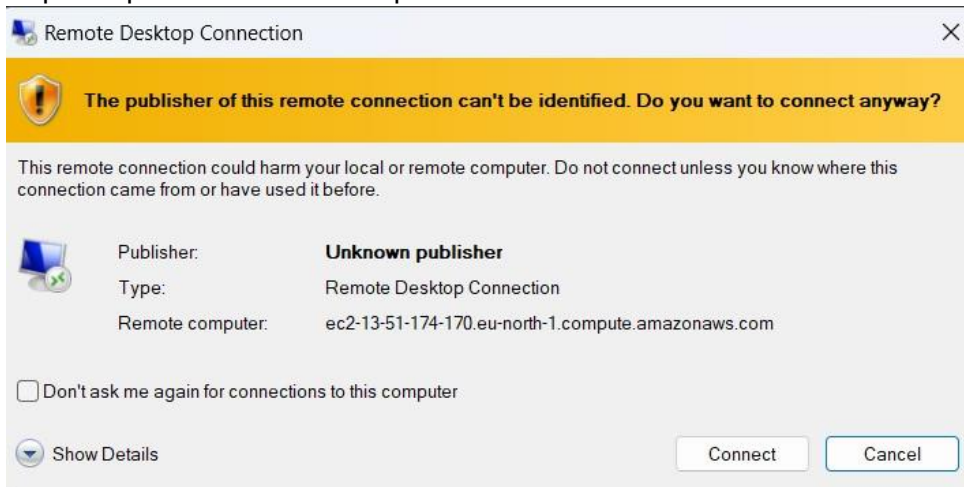 Remote Desktop Connection
The publisher of this remote connection can't be identified. Do you want to connect anyway?
This remote connection could harm your local or remote computer. Do not connect unless you know where this
connection came from or have used it before.
Publisher: Unknown publisher
Type: Remote Desktop Connection
Remote computer: ec2-13-51-174-170.eu-north-1.compute.amazonaws.com
Don't ask me again for connections to this computer
Show Details Connect Cancel